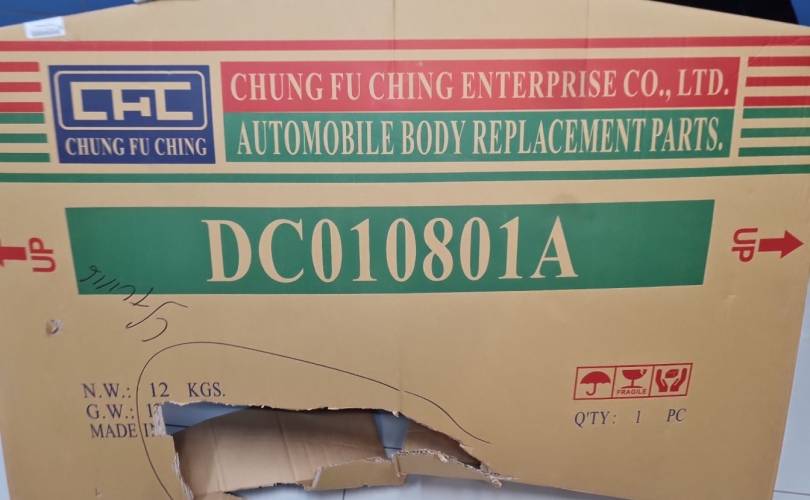 CFC
CHUNG FU CHING
CHUNG FU CHING ENTERPRISE CO., LTD.
AUTOMOBILE BODY REPLACEMENT PARTS.
UP
DC010801A
UP
N.W.: 12 KGS.
G.W.:
MADE
FRAGILE
Q'TY: 1 PC